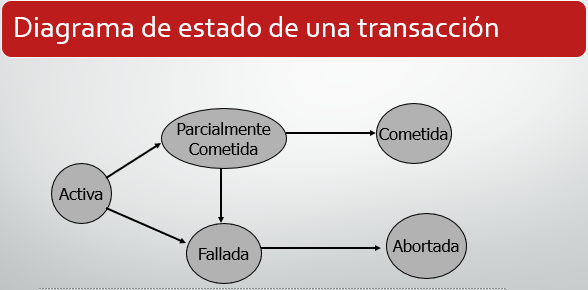 Diagrama de estado de una transacción
Parcialmente
Cometida
Cometida
Activa
Fallada
Abortada